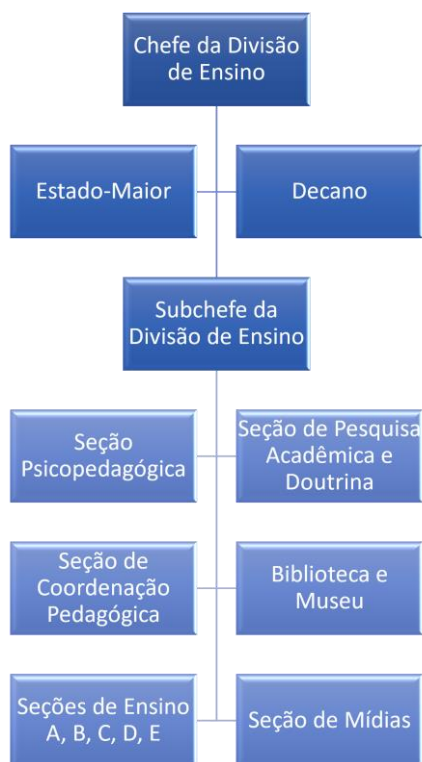 Chefe da Divisão
de Ensino
Estado-Maior
Decano
Subchefe da
Divisão de Ensino
Seção
Psicopedagógica
Seção de Pesquisa
Acadêmica e
Doutrina
Seção de
Coordenação
Pedagógica
Biblioteca e
Museu
Seções de Ensino
A, B, C, D, E
Seção de Mídias